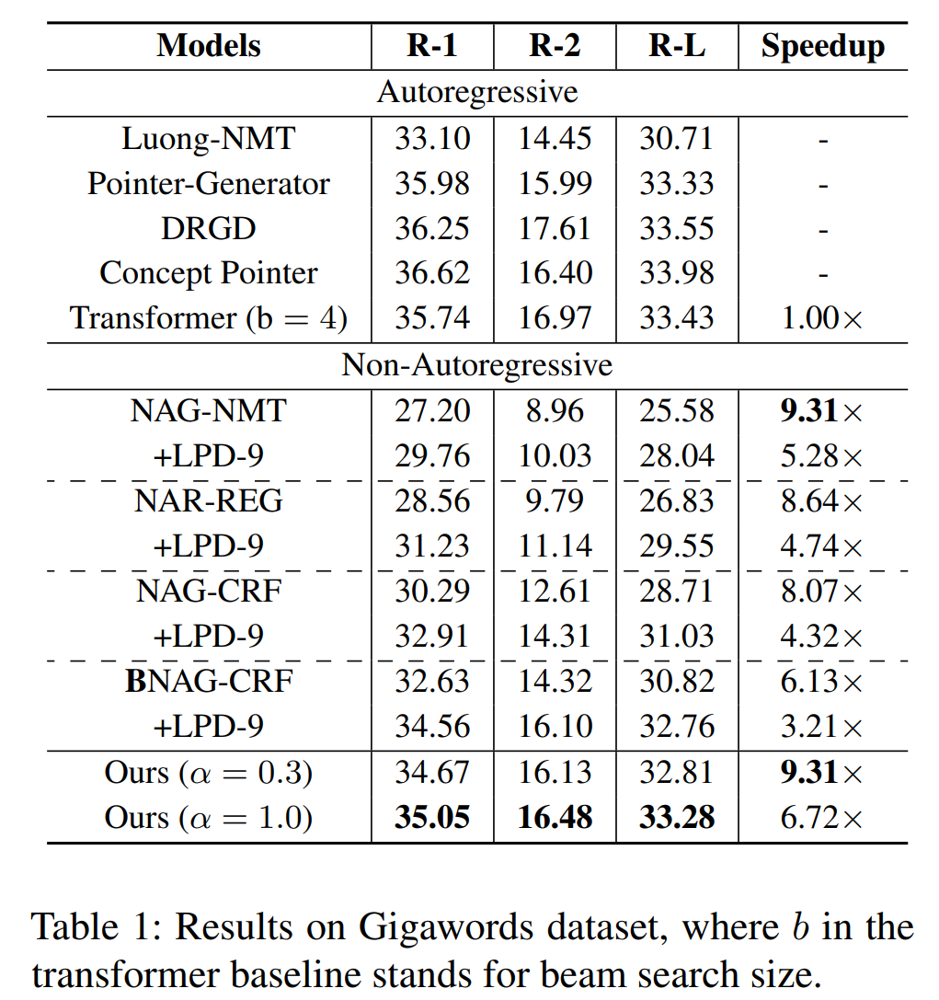 Models R-1 R-2 R-L Speedup
Autoregressive
Luong-NMT 33.10 14.45 30.71 -
Pointer-Generator 35.98 15.99 33.33 -
DRGD 36.25 17.61 33.55 -
Concept Pointer 36.62 16.40 33.98 -
Transformer (b = 4) 35.74 16.97 33.43 1.00×
Non-Autoregressive
NAG-NMT 27.20 8.96 25.58 9.31×
+LPD-9 29.76 10.03 28.04 5.28×
NAR-REG 28.56 9.79 26.83 8.64×
+LPD-9 31.23 11.14 29.55 4.74×
NAG-CRF 30.29 12.61 28.71 8.07×
+LPD-9 32.91 14.31 31.03 4.32×
BNAG-CRF 32.63 14.32 30.82 6.13×
+LPD-9 34.56 16.10 32.76 3.21×
Ours (α = 0.3) 34.67 16.13 32.81 9.31×
Ours (α = 1.0) 35.05 16.48 33.28 6.72×
Table 1: Results on Gigawords dataset, where b in the
transformer baseline stands for beam search size.